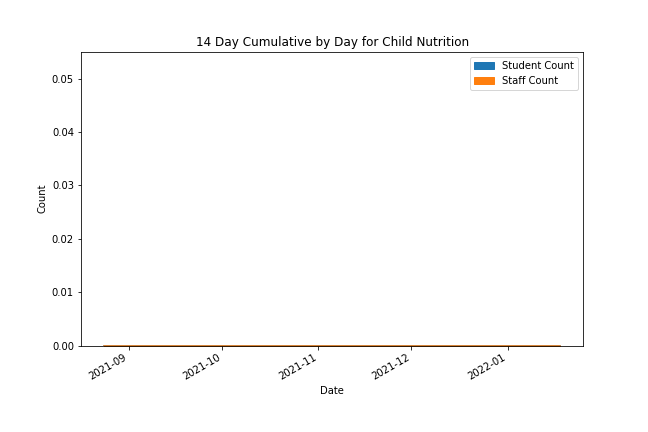 14 Day Cumulative by Day for Child Nutrition
Student Count
Staff Count
0.05
0.04
0.03
0.02
0.01
0.00
Count
2021-09
2021-10
2021-11
2021-12
2022-01
Date